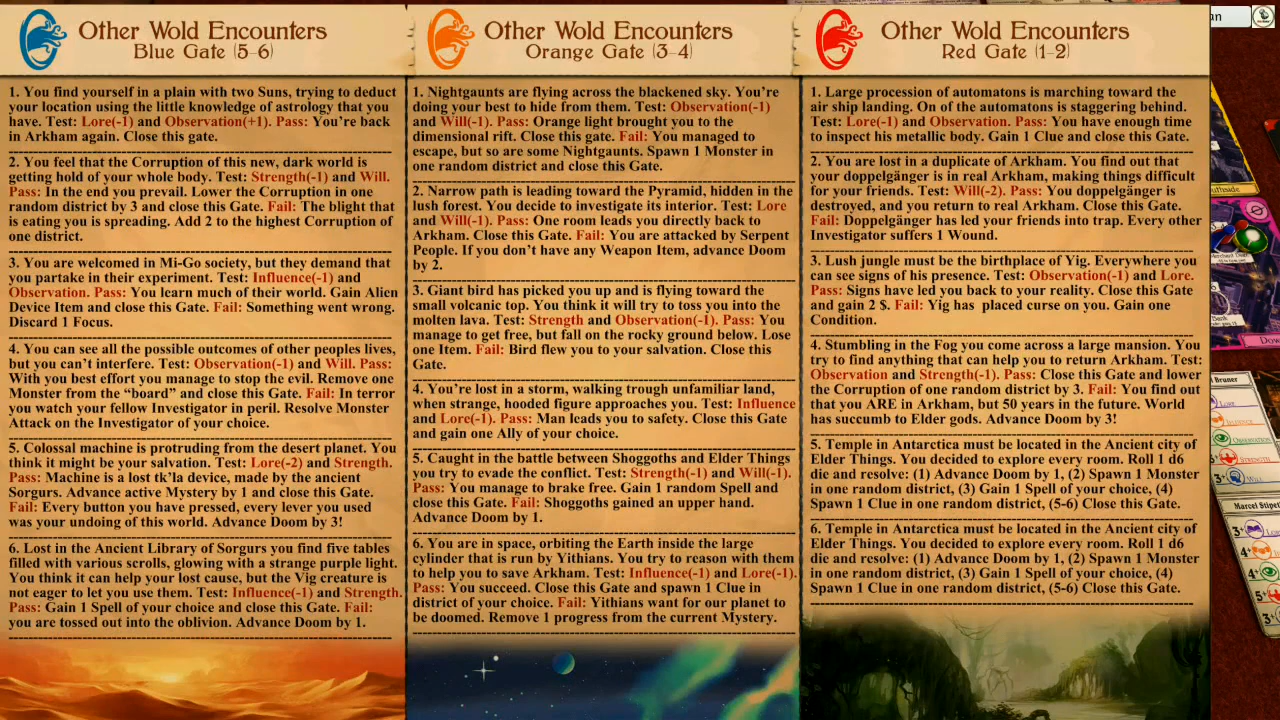 Other Wold Encounters
Blue Gate (5-6)
1. You find yourself in a plain with two Suns, trying to deduct
your location using the little knowledge of astrology that you
have. Test: Lore(-1) and Observation(+1). Pass: You're back
in Arkham again. Close this gate.
2. You feel that the Corruption of this new, dark world is
getting hold of your whole body. Test: Strength(-1) and Will.
Pass: In the end you prevail. Lower the Corruption in one
random district by 3 and close this Gate. Fail: The blight that
is eating you is spreading. Add 2 to the highest Corruption of
one district.
3. You are welcomed in Mi-Go society, but they demand that
you partake in their experiment. Test: Influence(-1) and
Observation. Pass: You learn much of their world. Gain Alien
Device Item and close this Gate. Fail: Something went wrong.
Discard 1 Focus.
4. You can see all the possible outcomes of other peoples lives,
but you can't interfere. Test: Observation(-1) and Will. Pass:
With you best effort you manage to stop the evil. Remove one
Monster from the "board" and close this Gate. Fail: In terror
you watch your fellow Investigator in peril. Resolve Monster
Attack on the Investigator of your choice.
5. Colossal machine is protruding from the desert planet. You
think it might be your salvation. Test: Lore(-2) and Strength.
Pass: Machine is a lost tk'la device, made by the ancient
Sorgurs. Advance active Mystery by 1 and close this Gate.
Fail: Every button you have pressed, every lever you used
was your undoing of this world. Advance Doom by 3!
6. Lost in the Ancient Library of Sorgurs you find five tables
filled with various scrolls, glowing with a strange purple light.
You think it can help your lost cause, but the Vig creature is
not eager to let you use them. Test: Influence(-1) and Strength.
Pass: Gain 1 Spell of your choice and close this Gate. Fail:
you are tossed out into the oblivion. Advance Doom by 1.
Other Wold Encounters
Orange Gate (3-4)
1. Nightgaunts are flying across the blackened sky. You're
doing your best to hide from them. Test: Observation(-1)
and Will(-1). Pass: Orange light brought you to the
dimensional rift. Close this gate. Fail: You managed to
escape, but so are some Nightgaunts. Spawn 1 Monster in
one random district and close this Gate.
2. Narrow path is leading toward the Pyramid, hidden in the
lush forest. You decide to investigate its interior. Test: Lore
and Will(-1). Pass: One room leads you directly back to
Arkham. Close this Gate. Fail: You are attacked by Serpent
People. If you don't have any Weapon Item, advance Doom
by 2.
3. Giant bird has picked you up and is flying toward the
small volcanic top. You think it will try to toss you into the
molten lava. Test: Strength and Observation(-1). Pass: You
manage to get free, but fall on the rocky ground below. Lose
one Item. Fail: Bird flew you to your salvation. Close this
Gate.
4. You're lost in a storm, walking trough unfamiliar land,
when strange, hooded figure approaches you. Test: Influence
and Lore(-1). Pass: Man leads you to safety. Close this Gate
and gain one Ally of your choice.
5. Caught in the battle between Shoggoths and Elder Things
you try to evade the conflict. Test: Strength(-1) and Will(-1).
Pass: You manage to brake free. Gain 1 random Spell and
close this Gate. Fail: Shoggoths gained an upper hand.
Advance Doom by 1.
6. You are in space, orbiting the Earth inside the large
cylinder that is run by Yithians. You try to reason with them
to help you to save Arkham. Test: Influence(-1) and Lore(-1).
Pass: You succeed. Close this Gate and spawn 1 Clue in
district of your choice. Fail: Yithians want for our planet to
be doomed. Remove 1 progress from the current Mystery.
Other Wold Encounters
Red Gate (1-2)
1. Large procession of automatons is marching toward the
air ship landing. On of the automatons is staggering behind.
Test: Lore(-1) and Observation. Pass: You have enough time
to inspect his metallic body. Gain 1 Clue and close this Gate.
2. You are lost in a duplicate of Arkham. You find out that
your doppelgänger is in real Arkham, making things difficult
for your friends. Test: Will(-2). Pass: You doppelgänger is
destroyed, and you return to real Arkham. Close this Gate.
Fail: Doppelgänger has led your friends into trap. Every other
Investigator suffers 1 Wound.
3. Lush jungle must be the birthplace of Yig. Everywhere you
can see signs of his presence. Test: Observation(-1) and Lore.
Pass: Signs have led you back to your reality. Close this Gate
and gain 2 $. Fail: Yig has placed curse on you. Gain one
Condition.
4. Stumbling in the Fog you come across a large mansion. You
try to find anything that can help you to return Arkham. Test:
Observation and Strength(-1). Pass: Close this Gate and lower
the Corruption of one random district by 3. Fail: You find out
that you ARE in Arkham, but 50 years in the future. World
has succumb to Elder gods. Advance Doom by 3!
5. Temple in Antarctica must be located in the Ancient city of
Elder Things. You decided to explore every room. Roll 1 d6
die and resolve: (1) Advance Doom by 1, (2) Spawn 1 Monster
in one random district, (3) Gain 1 Spell of your choice, (4)
Spawn 1 Clue in one random district, (5-6) Close this Gate.
6. Temple in Antarctica must be located in the Ancient city of
Elder Things. You decided to explore every room. Roll 1 d6
die and resolve: (1) Advance Doom by 1, (2) Spawn 1 Monster
in one random district, (3) Gain 1 Spell of your choice, (4)
Spawn 1 Clue in one random district, (5-6) Close this Gate.
an
Bruner
Observation
3+ Strength
3+ Will
Marcel
3+
4+
4+
5+
3+